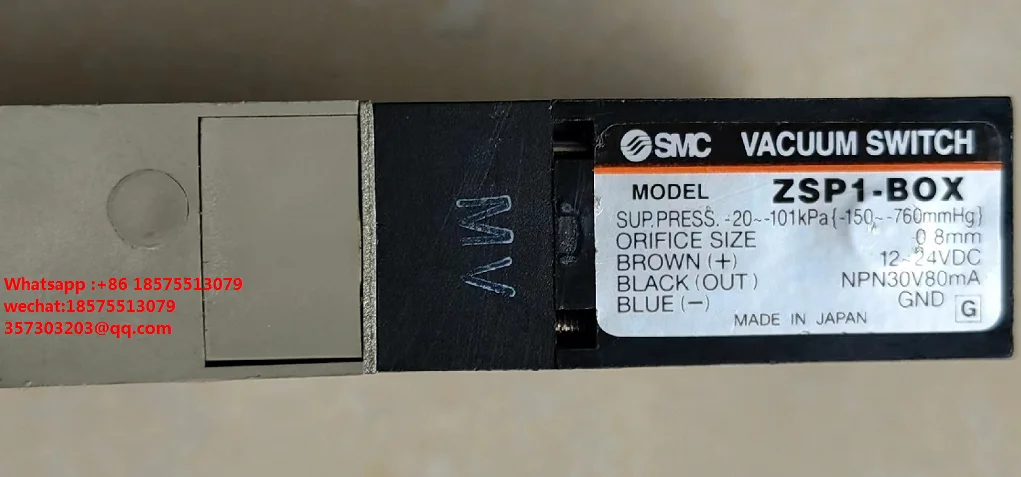 Whatsapp :+86 18575513079
wechat:18575513079
357303203@qq.com
MV
SMC VACUUM SWITCH
MODEL ZSP1-BOX
SUP.PRESS. -20~-101kPa{-150~-760mmHg}
ORIFICE SIZE 0.8mm
BROWN(+) 12~24VDC
BLACK(OUT) NPN30V80mA
BLUE(-) GND G
MADE IN JAPAN